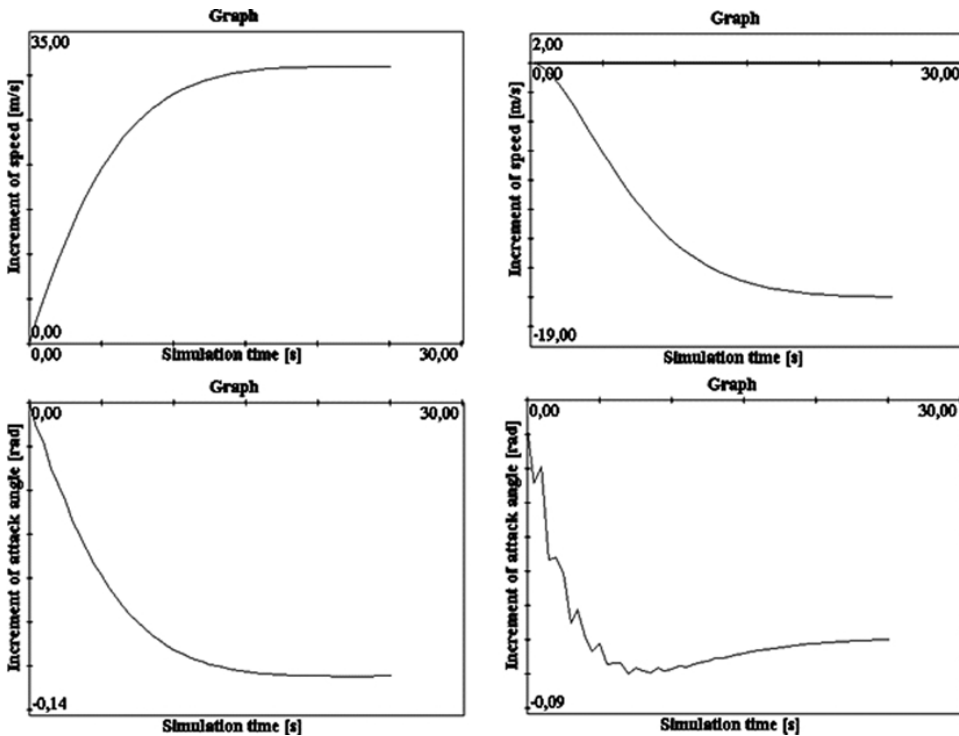 Graph
35,00
Increment of speed [m/s]
0,00
0,00
Simulation time [s]
30,00
Graph
2,00
0,00
30,00
Increment of speed [m/s]
-19,00
Simulation time [s]
Graph
0,00
30,00
Increment of attack angle [rad]
-0,14
Simulation time [s]
Graph
0,00
30,00
Increment of attack angle [rad]
-0,09
Simulation time [s]